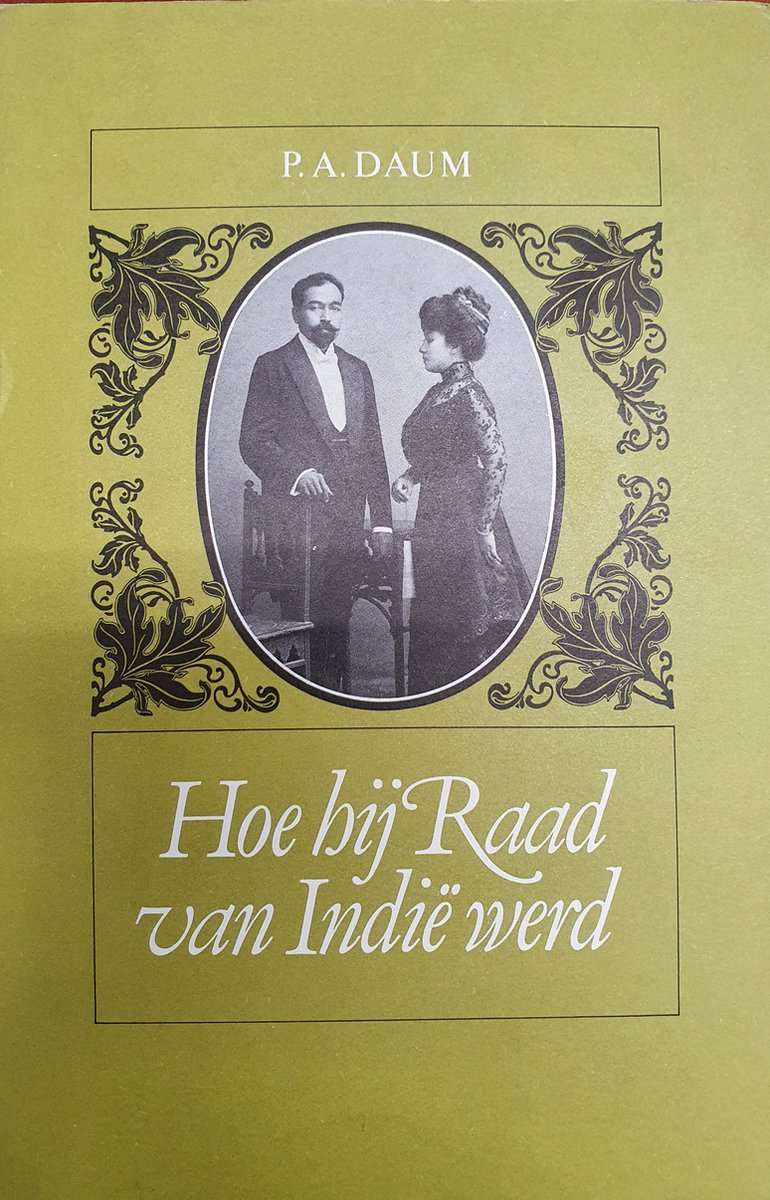 P. A. DAUM
Hoe hij Raad
van Indië werd